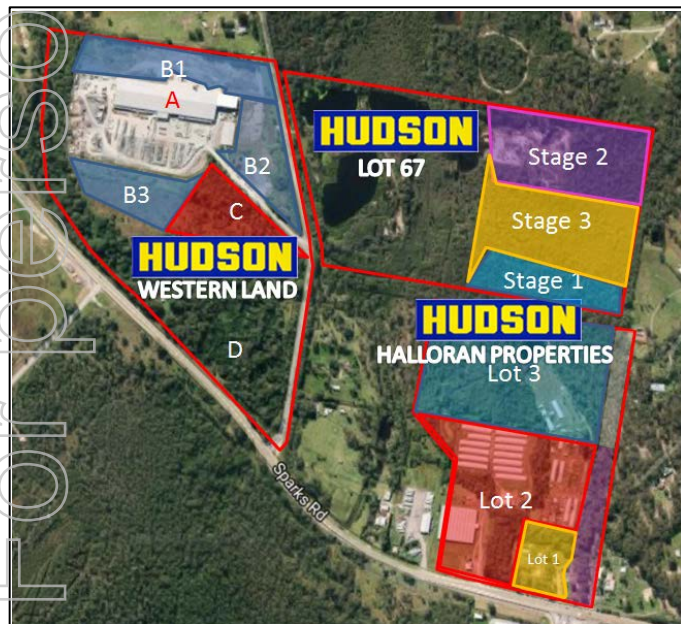 B1
A
HUDSON
LOT 67
Stage 2
B2
B3
C
Stage 3
HUDSON
WESTERN LAND
Stage 1
HUDSON
HALLORAN PROPERTIES
D
Lot 3
Sparks Rd
Lot 2
Lot 1
For perso